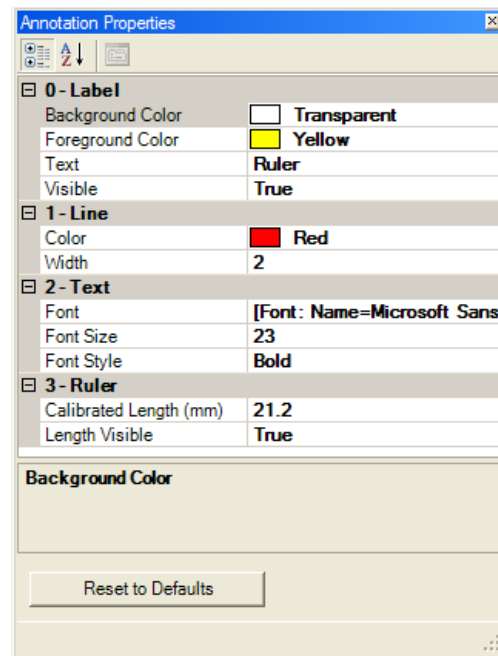 Annotation Properties
0 - Label
Background Color Transparent
Foreground Color Yellow
Text Ruler
Visible True
1 - Line
Color Red
Width 2
2 - Text
Font [Font: Name=Microsoft Sans
Font Size 23
Font Style Bold
3 - Ruler
Calibrated Length (mm) 21.2
Length Visible True
Background Color
Reset to Defaults